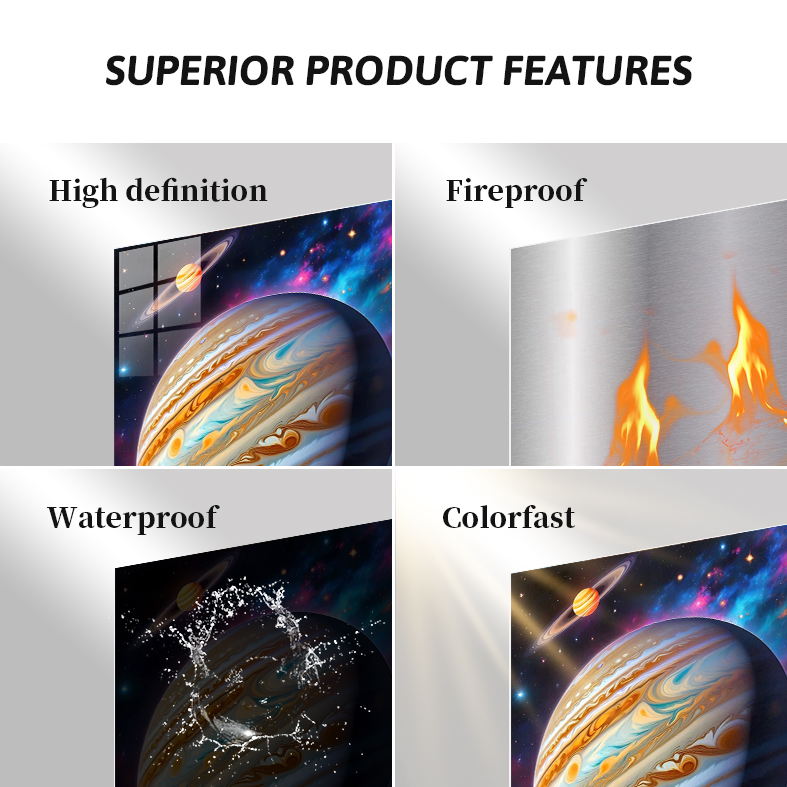 SUPERIOR PRODUCT FEATURES
High definition
Fireproof
Waterproof
Colorfast